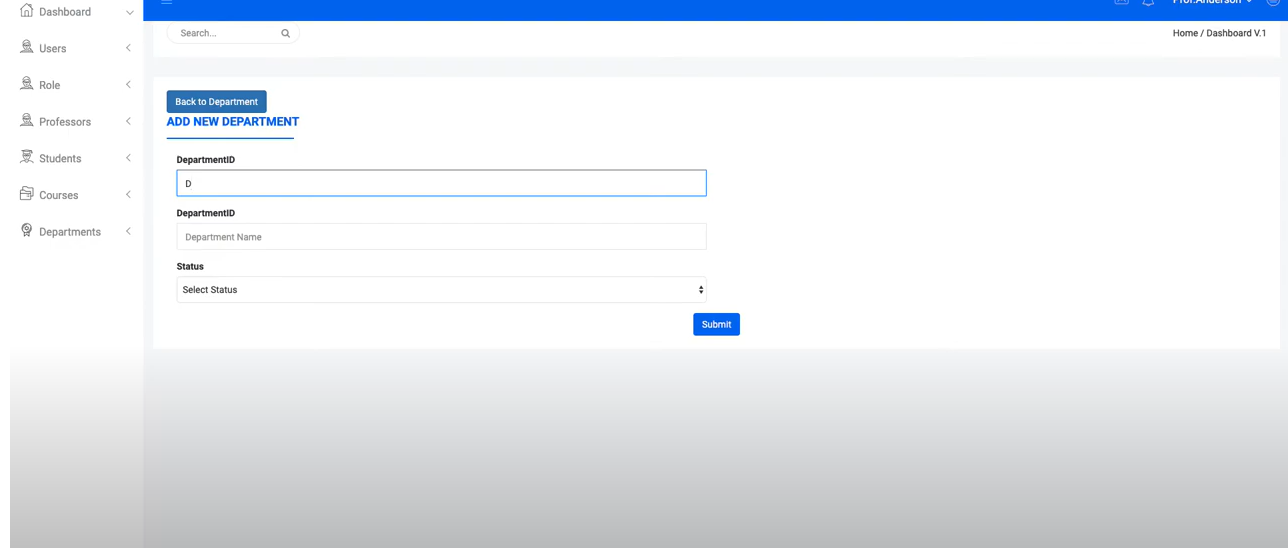 Dashboard
Users
Role
Professors
Students
Courses
Departments
Prof.Anderson
Search...
Home / Dashboard V.1
Back to Department
ADD NEW DEPARTMENT
DepartmentID
D
DepartmentID
Department Name
Status
Select Status
Submit